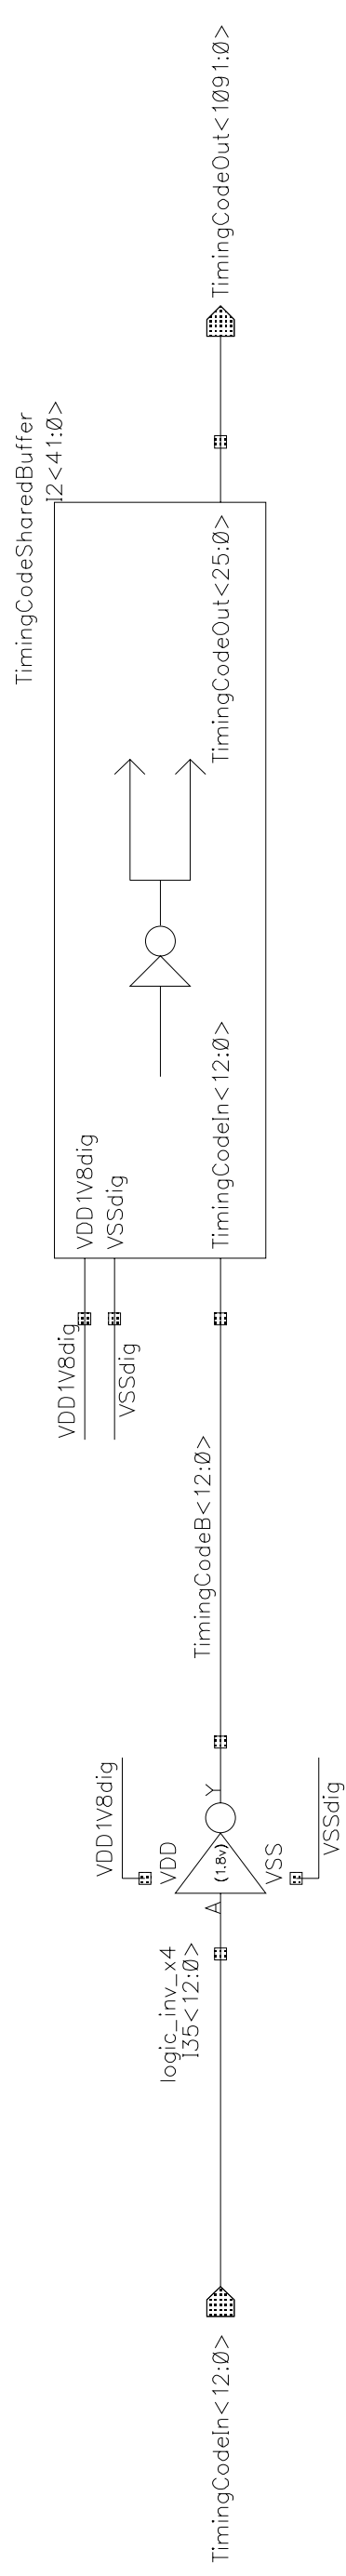 TimingCodeIn<12:0>
logic_inv_x4
I35<12:0>
A
(1.8v)
Y
VDD
VSS
VDD1V8dig
VSSdig
TimingCodeB<12:0>
VDD1V8dig
VSSdig
TimingCodeSharedBuffer
I2<41:0>
VDD1V8dig
VSSdig
TimingCodeIn<12:0>
TimingCodeOut<25:0>
TimingCodeOut<1091:0>